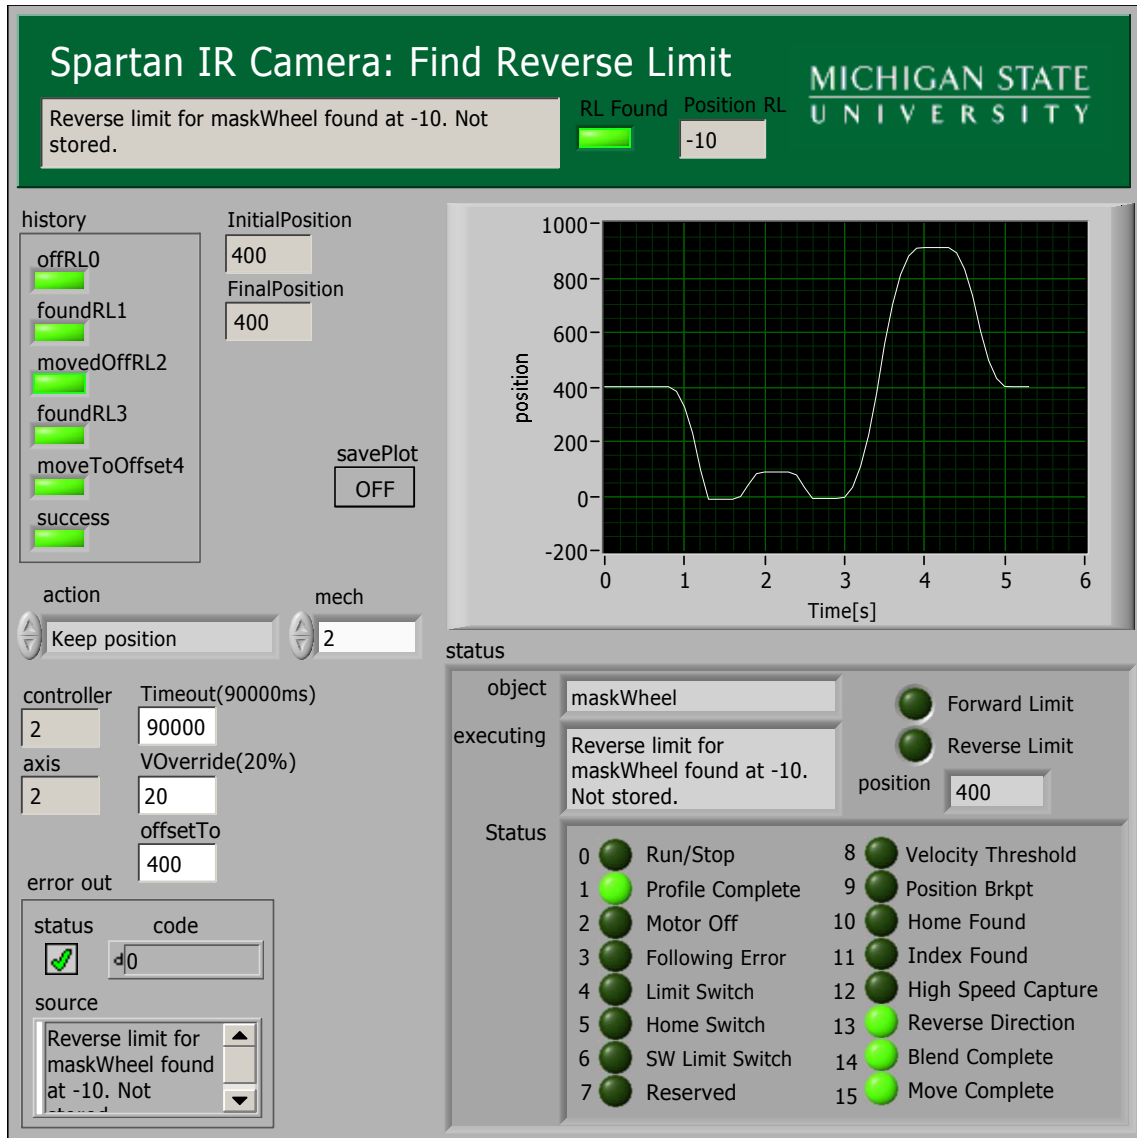 Spartan IR Camera: Find Reverse Limit
MICHIGAN STATE
UNIVERSITY
Reverse limit for maskWheel found at -10. Not
stored.
RL Found
Position RL
-10
history
offRL0
foundRL1
movedOffRL2
foundRL3
moveToOffset4
success
InitialPosition
400
FinalPosition
400
savePlot
OFF
position
1000
800
600
400
200
0
-200
0 1 2 3 4 5 6
Time[s]
action
Keep position
mech
2
controller
2
axis
2
Timeout(90000ms)
90000
VOverride(20%)
20
offsetTo
400
error out
status
code
d 0
source
Reverse limit for
maskWheel found
at -10. Not
status
object
maskWheel
executing
Reverse limit for
maskWheel found at -10.
Not stored.
Forward Limit
Reverse Limit
position
400
Status
0 Run/Stop
1 Profile Complete
2 Motor Off
3 Following Error
4 Limit Switch
5 Home Switch
6 SW Limit Switch
7 Reserved
8 Velocity Threshold
9 Position Brkpt
10 Home Found
11 Index Found
12 High Speed Capture
13 Reverse Direction
14 Blend Complete
15 Move Complete